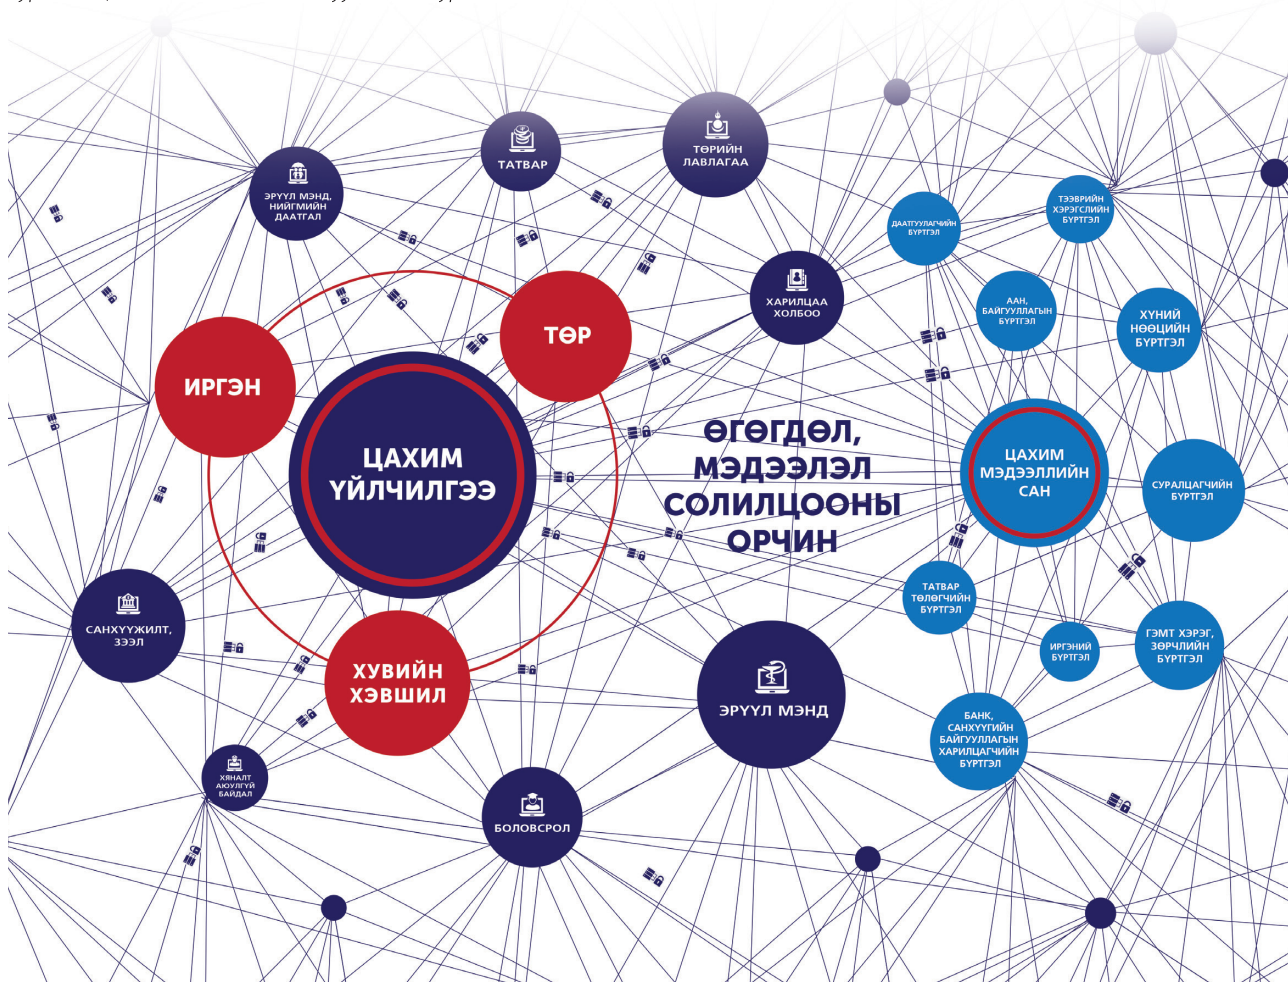 ТАТВАР
ТӨРИЙН
ЛАВЛАГАА
ЭРҮҮЛ МЭНД,
НИЙГМИЙН
ДААТГАЛ
ХАРИЛЦАА
ХОЛБОО
ТӨР
ИРГЭН
ЦАХИМ
ҮЙЛЧИЛГЭЭ
ХУВИЙН
ХЭВШИЛ
САНХҮҮЖИЛТ,
ЗЭЭЛ
ХЯНАЛТ
АЮУЛГҮЙ
БАЙДАЛ
БОЛОВСРОЛ
ЭРҮҮЛ МЭНД
ӨГӨГДӨЛ,
МЭДЭЭЛЭЛ
СОЛИЛЦООНЫ
ОРЧИН
ДААТГУУЛАГЧИЙН
БҮРТГЭЛ
ТЭЭВРИЙН
ХЭРЭГСЛИЙН
БҮРТГЭЛ
ААН,
БАЙГУУЛЛАГЫН
БҮРТГЭЛ
ХҮНИЙ
НӨӨЦИЙН
БҮРТГЭЛ
ЦАХИМ
МЭДЭЭЛЛИЙН
САН
СУРАЛЦАГЧИЙН
БҮРТГЭЛ
ТАТВАР
ТӨЛӨГЧИЙН
БҮРТГЭЛ
ИРГЭНИЙ
БҮРТГЭЛ
ГЭМТ ХЭРЭГ,
ЗӨРЧЛИЙН
БҮРТГЭЛ
БАНК,
САНХҮҮГИЙН
БАЙГУУЛЛАГЫН
ХАРИЛЦАГЧИЙН
БҮРТГЭЛ